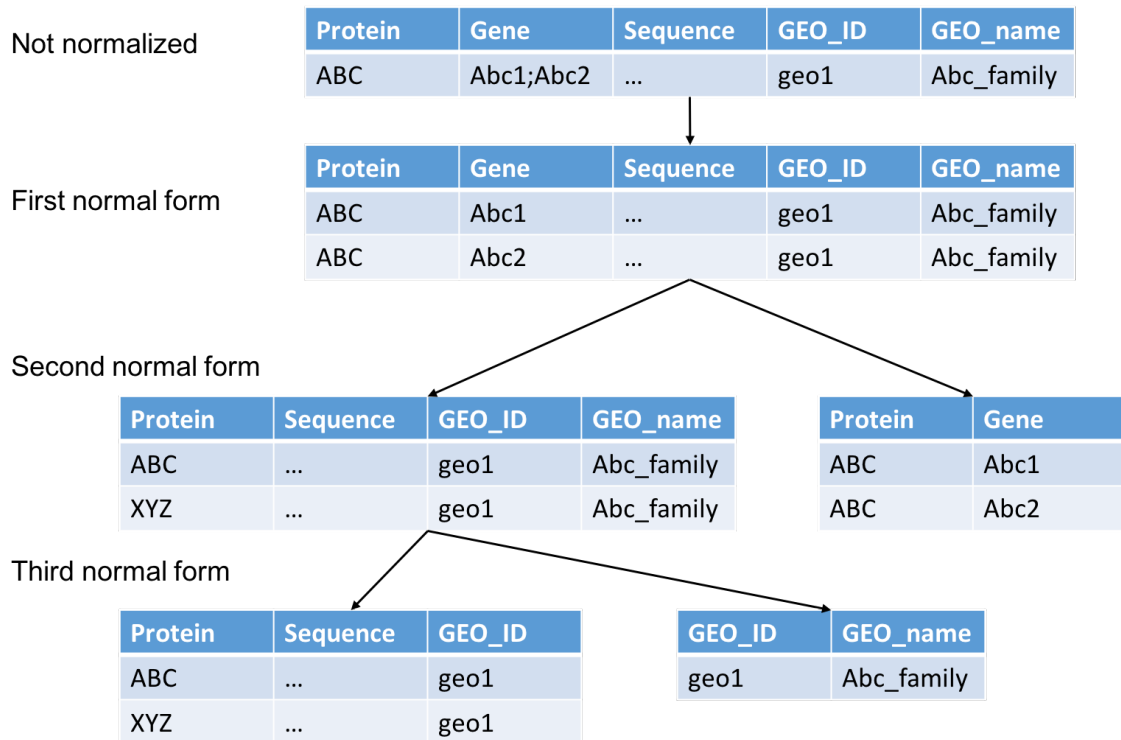 Not normalized
Protein Gene Sequence GEO_ID GEO_name
ABC Abc1;Abc2 ... geo1 Abc_family
First normal form
Protein Gene Sequence GEO_ID GEO_name
ABC Abc1 ... geo1 Abc_family
ABC Abc2 ... geo1 Abc_family
Second normal form
Protein Sequence GEO_ID GEO_name
ABC ... geo1 Abc_family
XYZ ... geo1 Abc_family
Protein Gene
ABC Abc1
ABC Abc2
Third normal form
Protein Sequence GEO_ID
ABC ... geo1
XYZ ... geo1
GEO_ID GEO_name
geo1 Abc_family